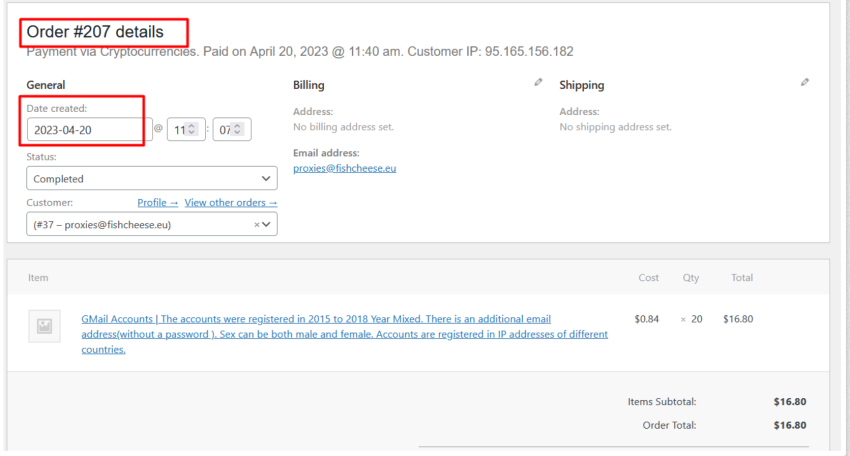 Order #207 details
Payment via Cryptocurrencies. Paid on April 20, 2023 @ 11:40 am. Customer IP: 95.165.156.182
General
Billing
Shipping
Date created:
Address:
Address:
2023-04-20 @ 11 : 07
No billing address set.
No shipping address set.
Status:
Email address:
Completed
proxies@fishcheese.eu
Customer: Profile → View other orders →
(#37 – proxies@fishcheese.eu) ×
Item Cost Qty Total
GMail Accounts | The accounts were registered in 2015 to 2018 Year Mixed. There is an additional email
address(without a password ). Sex can be both male and female. Accounts are registered in IP addresses of different
countries.
$0.84 × 20 $16.80
Items Subtotal: $16.80
Order Total: $16.80